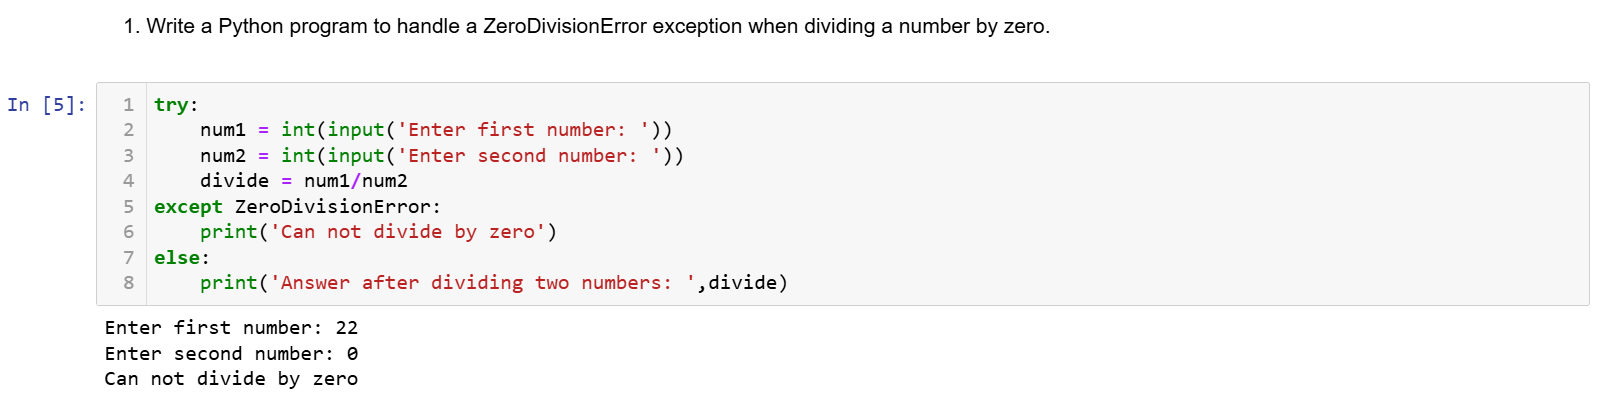 1. Write a Python program to handle a ZeroDivisionError exception when dividing a number by zero.
In [5]:
1 try:
2     num1 = int(input('Enter first number: '))
3     num2 = int(input('Enter second number: '))
4     divide = num1/num2
5 except ZeroDivisionError:
6     print('Can not divide by zero')
7 else:
8     print('Answer after dividing two numbers: ',divide)
Enter first number: 22
Enter second number: 0
Can not divide by zero